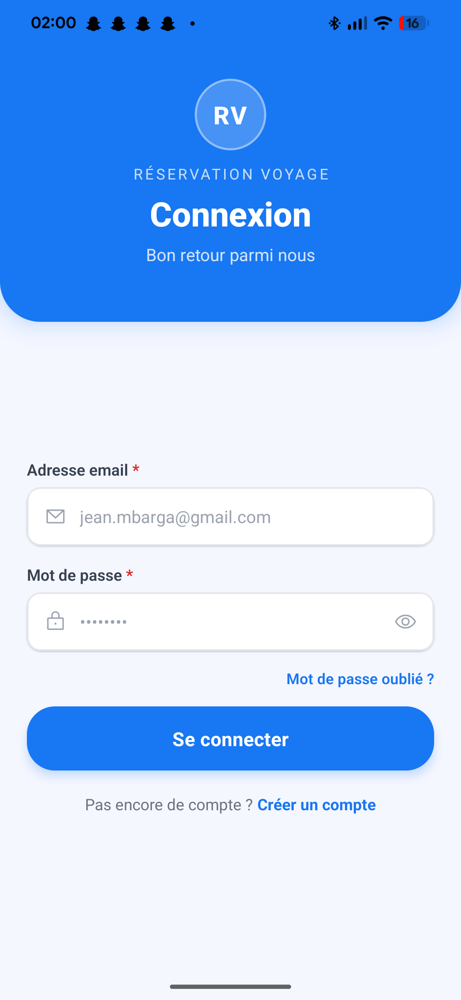 02:00
16
RV
RÉSERVATION VOYAGE
Connexion
Bon retour parmi nous
Adresse email *
jean.mbarga@gmail.com
Mot de passe *
••••••••
Mot de passe oublié ?
Se connecter
Pas encore de compte ? Créer un compte